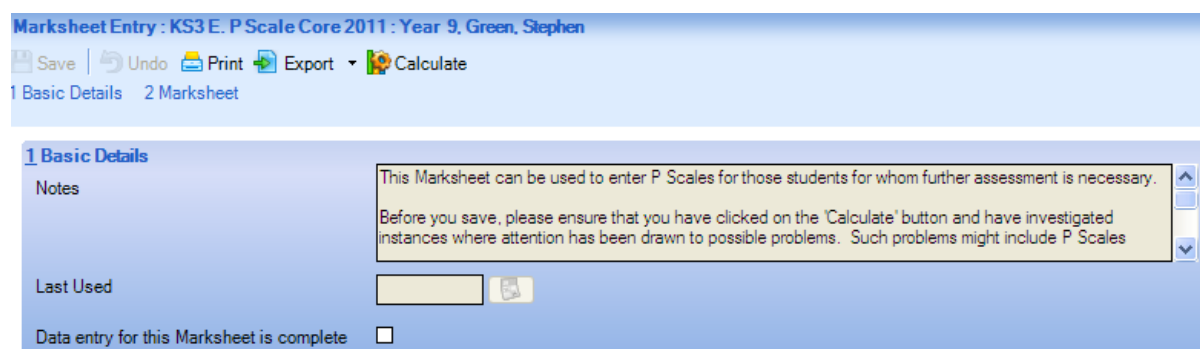 Marksheet Entry : KS3 E. P Scale Core 2011 : Year 9, Green, Stephen
Save Undo Print Export Calculate
1 Basic Details 2 Marksheet
1 Basic Details
Notes
This Marksheet can be used to enter P Scales for those students for whom further assessment is necessary.
Before you save, please ensure that you have clicked on the 'Calculate' button and have investigated
instances where attention has been drawn to possible problems. Such problems might include P Scales
Last Used
Data entry for this Marksheet is complete